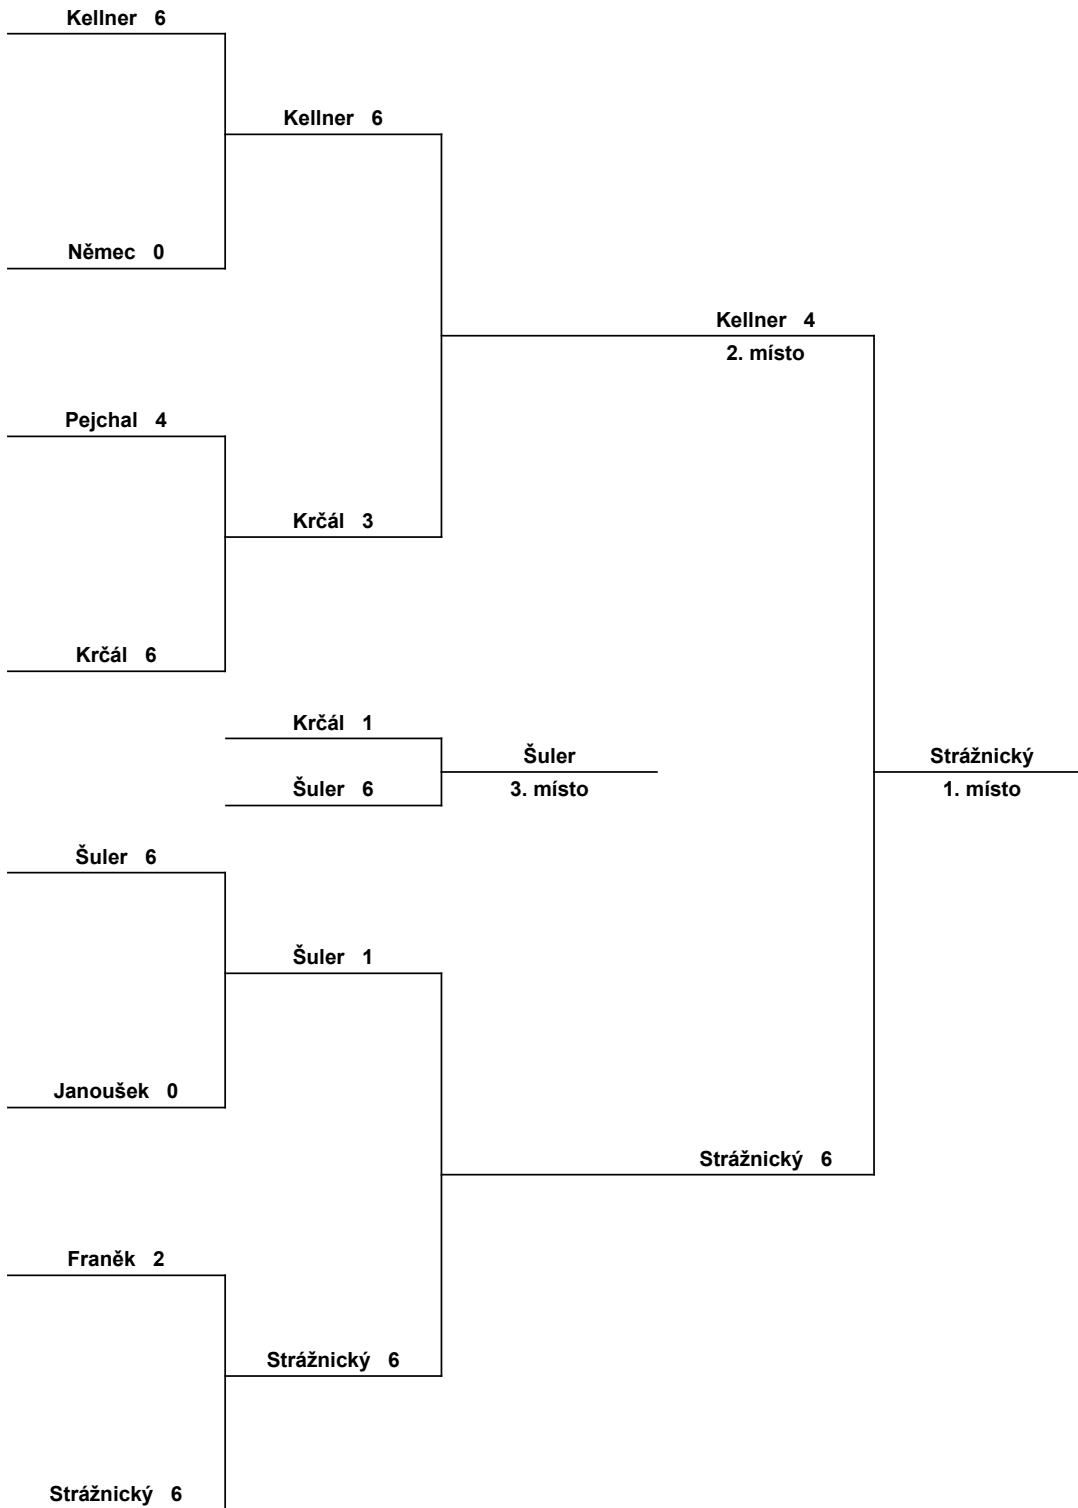 Kellner 6
Kellner 6
Němec 0
Kellner 4
2. místo
Pejchal 4
Krčál 3
Krčál 6
Krčál 1
Šuler
Strážnický
Šuler 6
3. místo
1. místo
Šuler 6
Šuler 1
Janoušek 0
Strážnický 6
Franěk 2
Strážnický 6
Strážnický 6